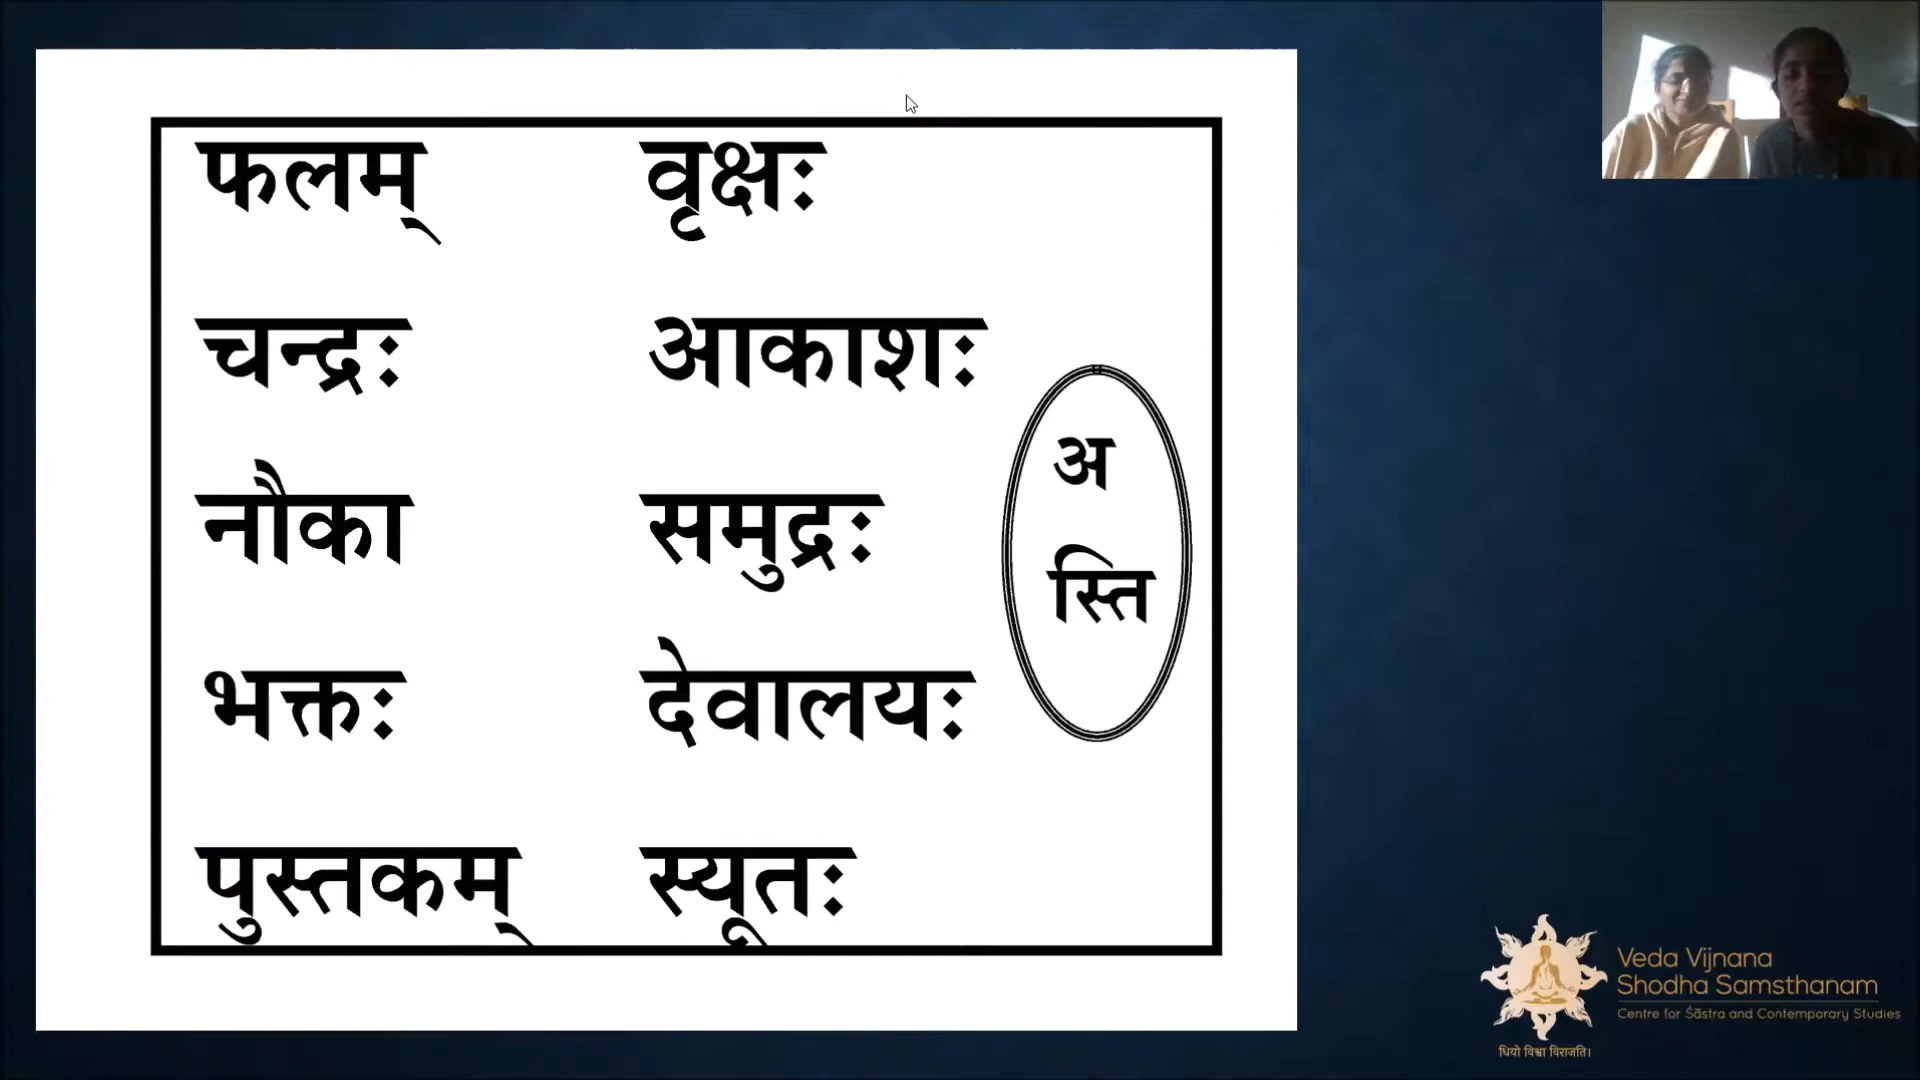 फलम् वृक्षः
चन्द्रः आकाशः
अ
स्ति
नौका समुद्रः
भक्तः देवालयः
पुस्तकम् स्यूतः
Veda Vijnana
Shodha Samsthanam
Centre for Śāstra and Contemporary Studies
धियो विश्वा विराजति।